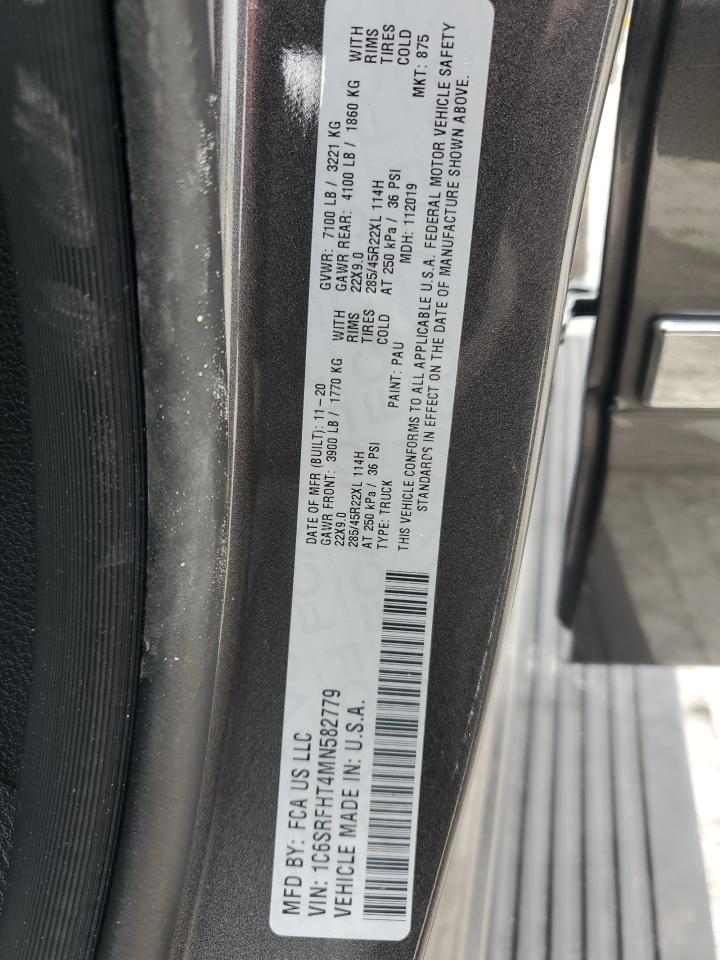 MFD BY: FCA US LLC
VIN: 1C6SRFHT4MN582779
VEHICLE MADE IN: U.S.A.
DATE OF MFR (BUILT): 11-20
GAWR FRONT: 3900 LB / 1770 KG WITH
22X9.0 RIMS
285/45R22XL 114H TIRES
AT 250 kPa / 36 PSI COLD
TYPE: TRUCK PAINT: PAU
GVWR: 7100 LB / 3221 KG
GAWR REAR: 4100 LB / 1860 KG WITH
22X9.0 RIMS
285/45R22XL 114H TIRES
AT 250 kPa / 36 PSI COLD
MDH: 112019 MKT: 875
THIS VEHICLE CONFORMS TO ALL APPLICABLE U.S.A. FEDERAL MOTOR VEHICLE SAFETY
STANDARDS IN EFFECT ON THE DATE OF MANUFACTURE SHOWN ABOVE.